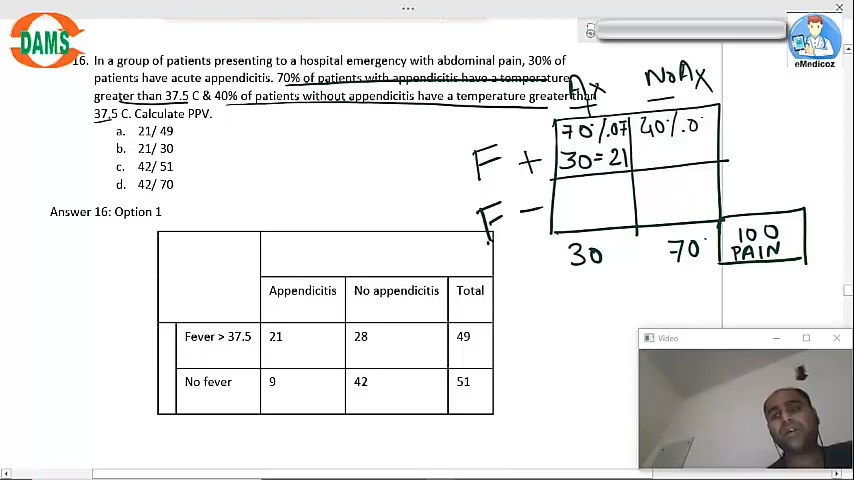 DAMS
eMedicoz
16. In a group of patients presenting to a hospital emergency with abdominal pain, 30% of
patients have acute appendicitis. 70% of patients with appendicitis have a temperature
greater than 37.5 C & 40% of patients without appendicitis have a temperature greater than
37.5 C. Calculate PPV.
a. 21/ 49
b. 21/ 30
c. 42/ 51
d. 42/ 70
Answer 16: Option 1
Appendicitis No appendicitis Total
Fever > 37.5 21 28 49
No fever 9 42 51
AX No AX
70%.07 40%.0
F + 30=21
F -
30 70 100
PAIN
Video